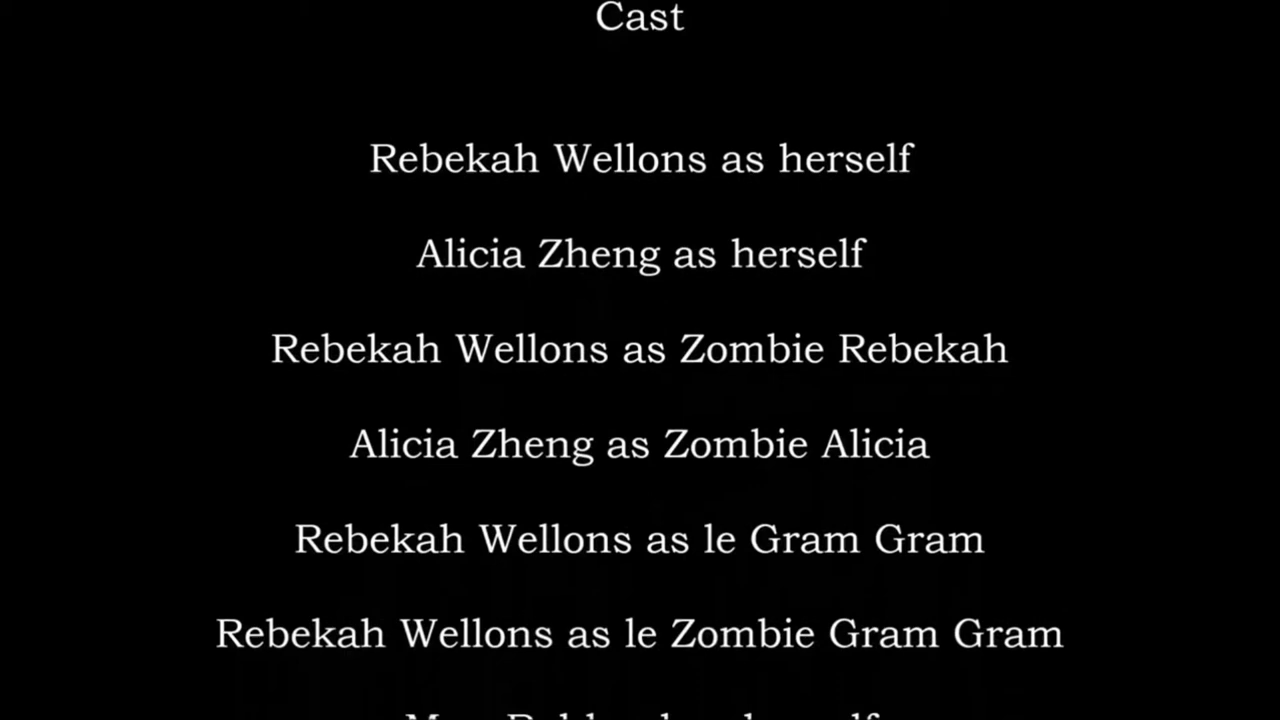 Cast
Rebekah Wellons as herself
Alicia Zheng as herself
Rebekah Wellons as Zombie Rebekah
Alicia Zheng as Zombie Alicia
Rebekah Wellons as le Gram Gram
Rebekah Wellons as le Zombie Gram Gram